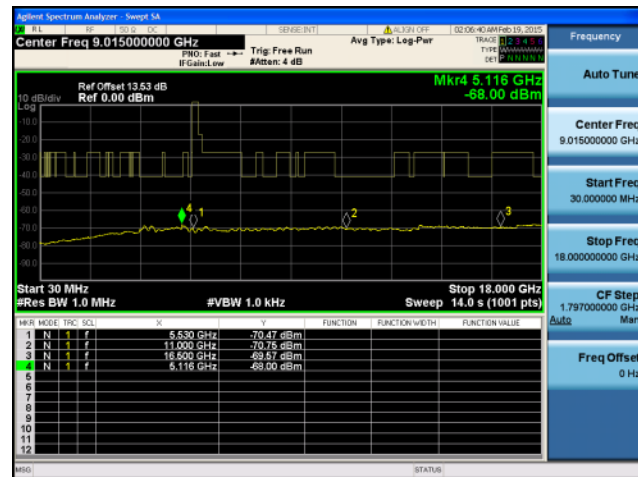 Agilent Spectrum Analyzer - Swept SA
RL RF 50 Ω DC SENSE:INT ALIGN OFF 02:06:40 AM Feb 19, 2015
Center Freq 9.015000000 GHz
PNO: Fast Trig: Free Run Avg Type: Log-Pwr TRACE 1 2 3 4 5 6
IFGain:Low #Atten: 4 dB TYPE
DET P N N N N N
Frequency
Auto Tune
Mkr4 5.116 GHz
-68.00 dBm
Ref Offset 13.53 dB
10 dB/div Ref 0.00 dBm
Log
-10.0
-20.0
-30.0
-40.0
-50.0
-60.0
-70.0
-80.0
-90.0
4 1 2 3
Start 30 MHz Stop 18.000 GHz
#Res BW 1.0 MHz #VBW 1.0 kHz Sweep 14.0 s (1001 pts)
MKR MODE TRC SCL X Y FUNCTION FUNCTION WIDTH FUNCTION VALUE
1 N 1 f 5.530 GHz -70.47 dBm
2 N 1 f 11.000 GHz -70.75 dBm
3 N 1 f 16.500 GHz -69.57 dBm
4 N 1 f 5.116 GHz -68.00 dBm
5
6
7
8
9
10
11
12
Center Freq
9.015000000 GHz
Start Freq
30.000000 MHz
Stop Freq
18.000000000 GHz
CF Step
1.797000000 GHz
Auto Man
Freq Offset
0 Hz
MSG STATUS